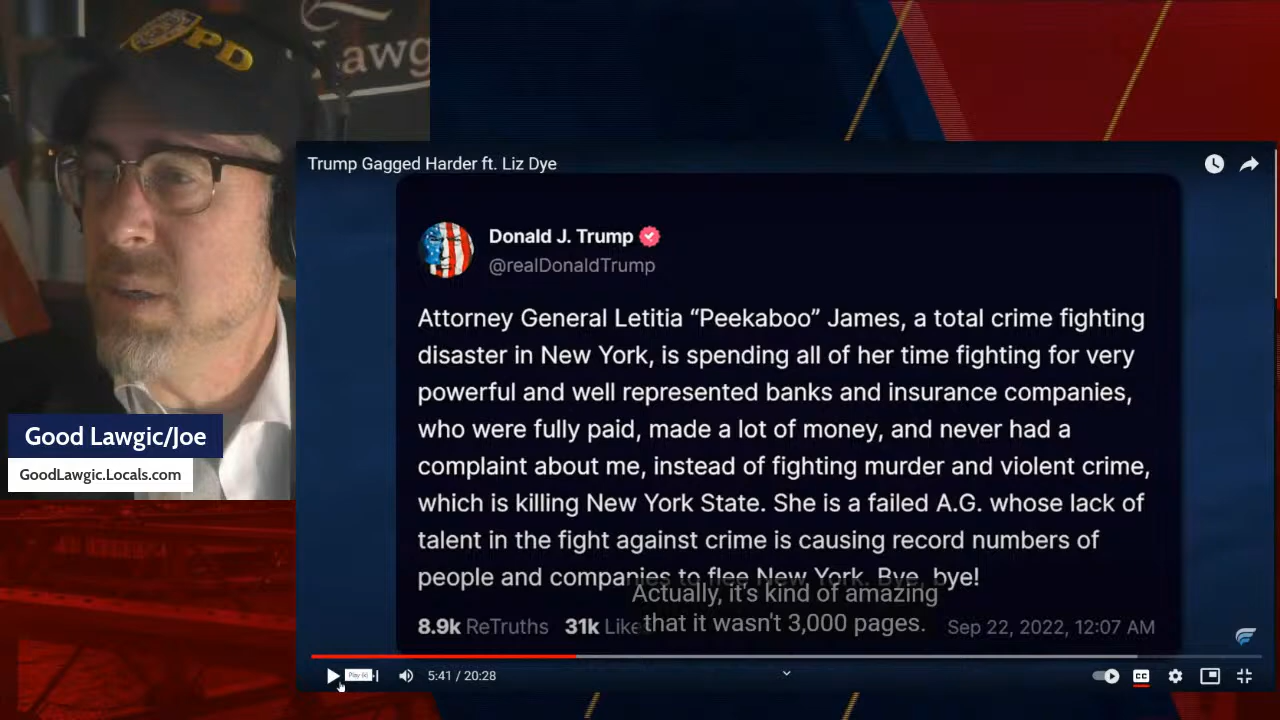 PD
Lawg
Trump Gagged Harder ft. Liz Dye
Donald J. Trump
@realDonaldTrump
Attorney General Letitia “Peekaboo” James, a total crime fighting
disaster in New York, is spending all of her time fighting for very
powerful and well represented banks and insurance companies,
who were fully paid, made a lot of money, and never had a
complaint about me, instead of fighting murder and violent crime,
which is killing New York State. She is a failed A.G. whose lack of
talent in the fight against crime is causing record numbers of
people and companies to flee New York. Bye, bye!
Actually, it's kind of amazing
that it wasn't 3,000 pages.
8.9k ReTruths 31k Like Sep 22, 2022, 12:07 AM
Good Lawgic/Joe
GoodLawgic.Locals.com
Play (k)
5:41 / 20:28
CC